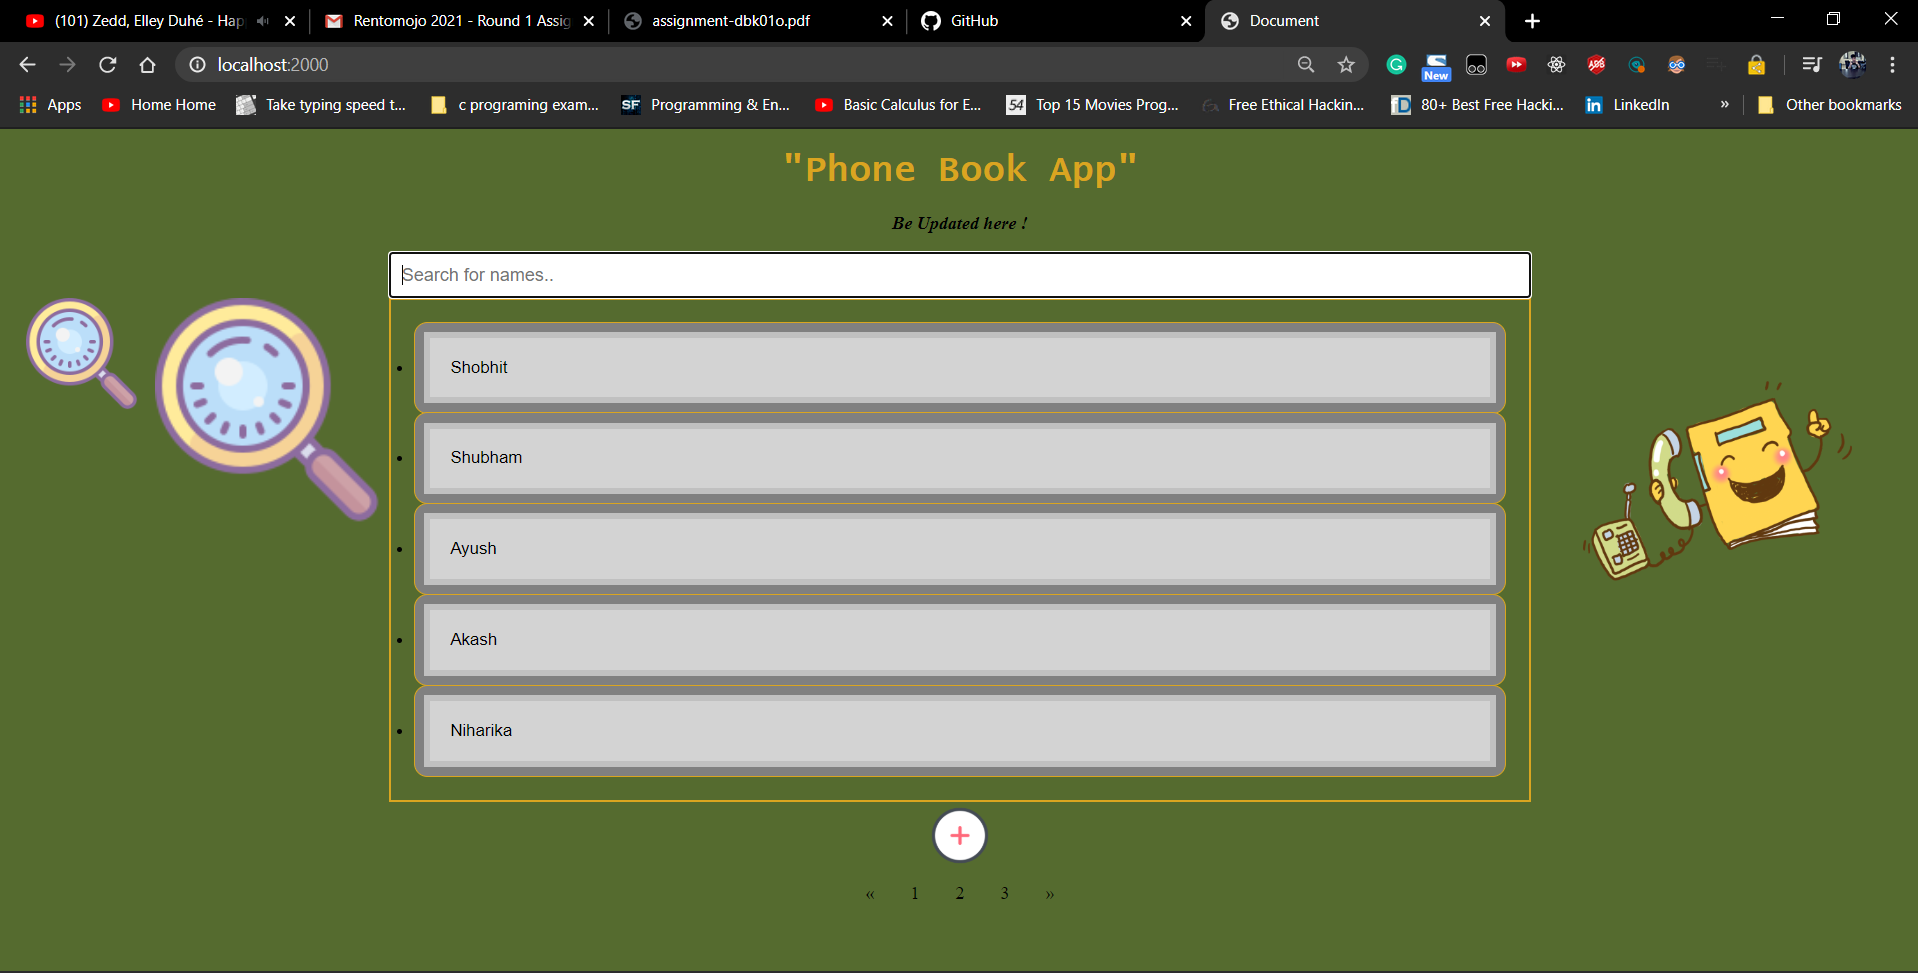 (101) Zedd, Elley Duhé - Hap
Rentomojo 2021 - Round 1 Assig
assignment-dbk01o.pdf
GitHub
Document
localhost:2000
New
Apps
Home Home
Take typing speed t...
c programing exam...
SF
Programming & En...
Basic Calculus for E...
54
Top 15 Movies Prog...
Free Ethical Hackin...
80+ Best Free Hacki...
in
LinkedIn
»
Other bookmarks
"Phone Book App"
Be Updated here !
Search for names..
Shobhit
Shubham
Ayush
Akash
Niharika
+
« 1 2 3 »